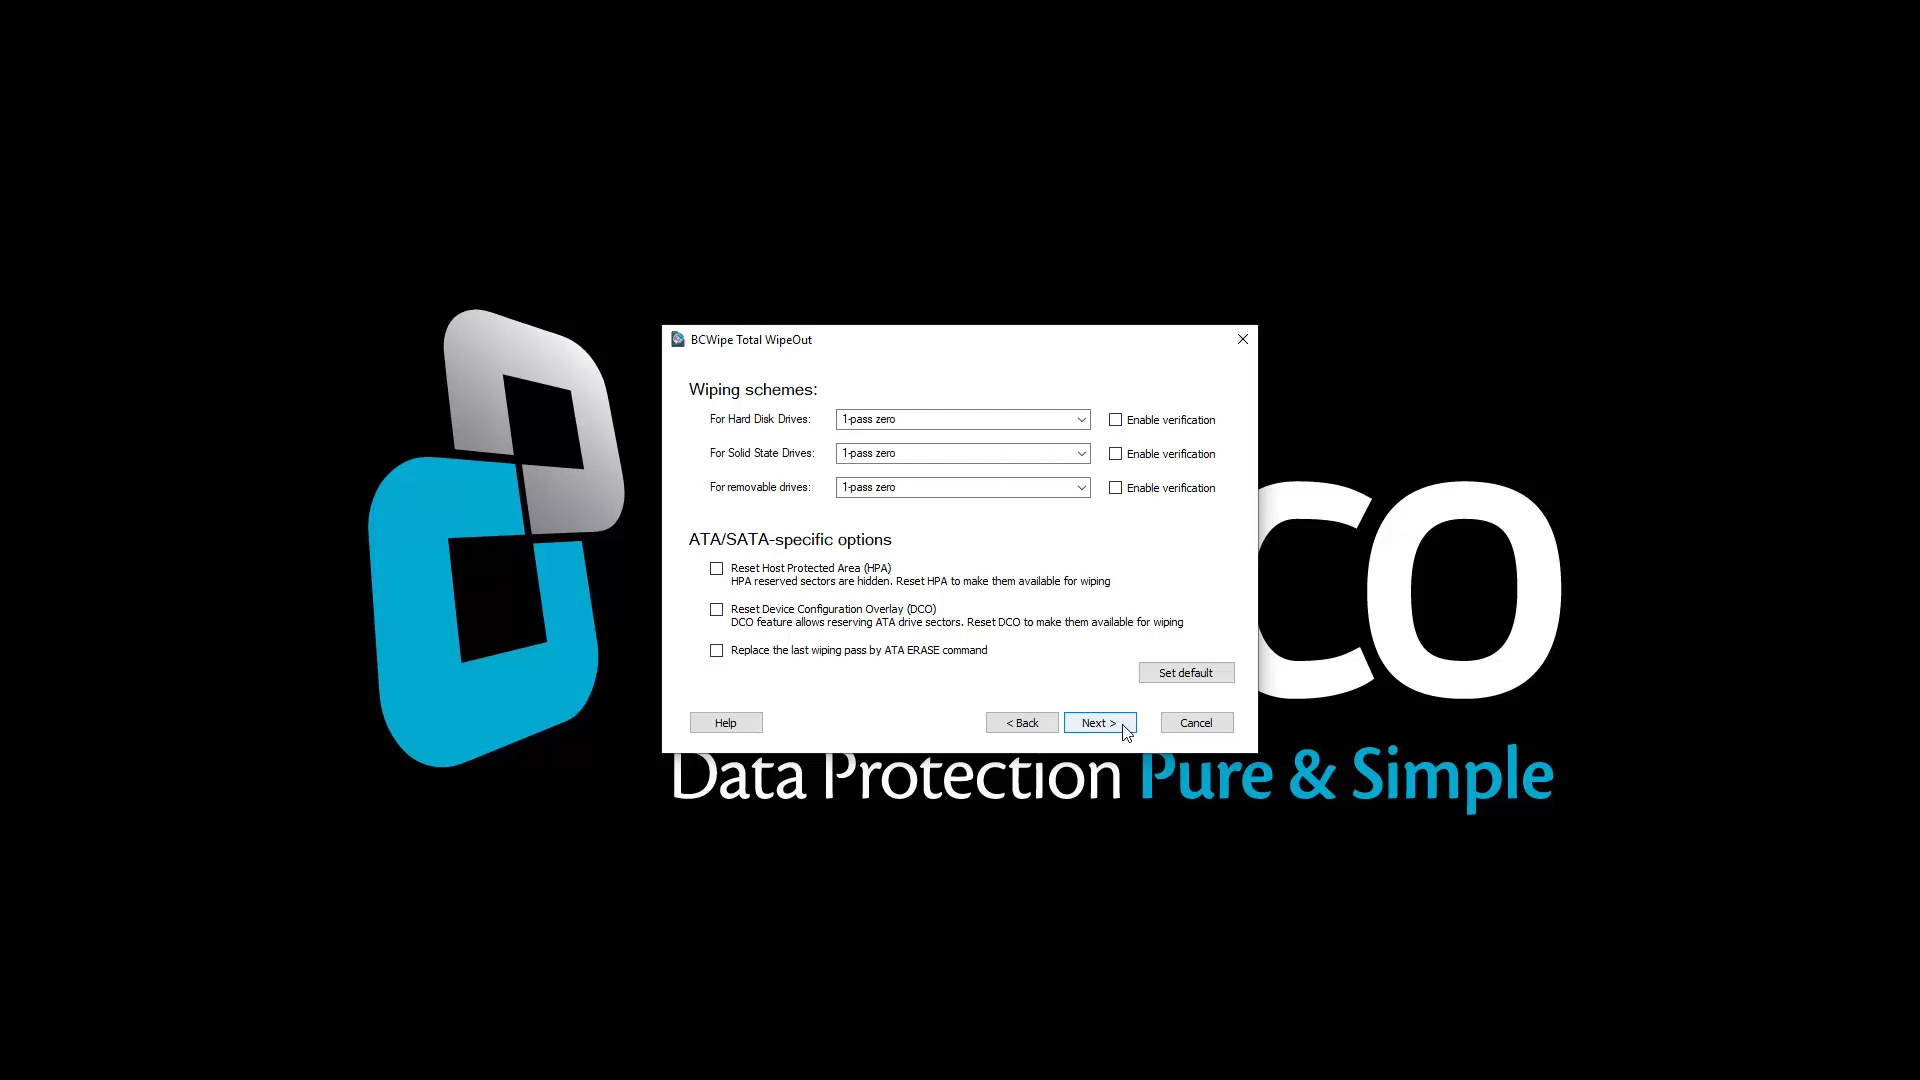 BCWipe Total WipeOut
Wiping schemes:
For Hard Disk Drives: 1-pass zero Enable verification
For Solid State Drives: 1-pass zero Enable verification
For removable drives: 1-pass zero Enable verification
ATA/SATA-specific options
Reset Host Protected Area (HPA)
HPA reserved sectors are hidden. Reset HPA to make them available for wiping
Reset Device Configuration Overlay (DCO)
DCO feature allows reserving ATA drive sectors. Reset DCO to make them available for wiping
Replace the last wiping pass by ATA ERASE command
Set default
Help < Back Next > Cancel
CO
Data Protection Pure & Simple